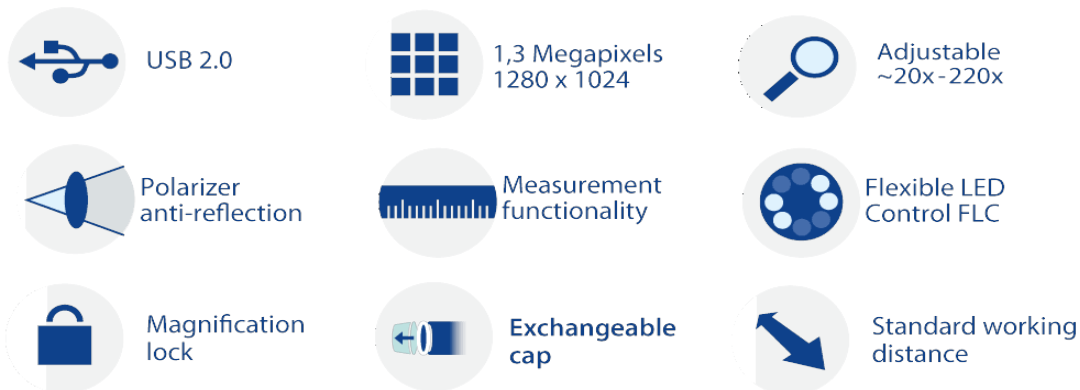 USB 2.0
1,3 Megapixels
1280 x 1024
Adjustable
~20x-220x
Polarizer
anti-reflection
Measurement
functionality
Flexible LED
Control FLC
Magnification
lock
Exchangeable
cap
Standard working
distance